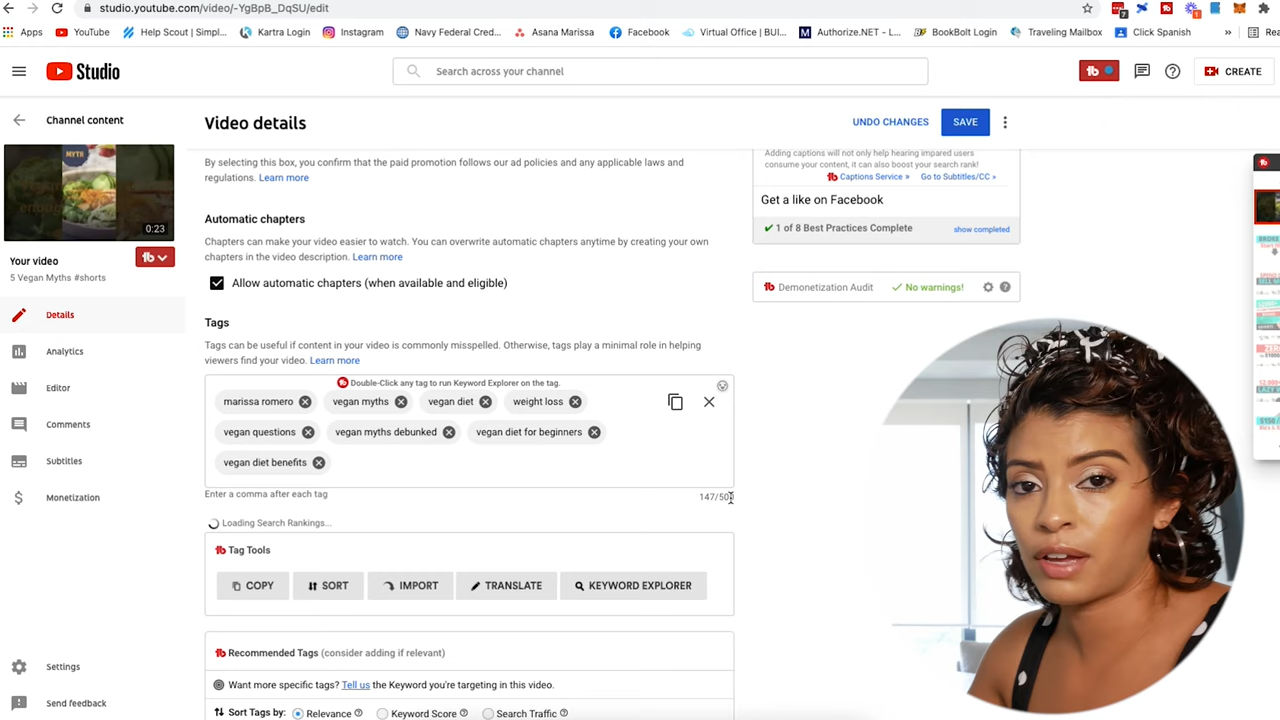 studio.youtube.com/video/-YgBpB_DqSU/edit
7
1
Apps
YouTube
Help Scout | Simpl...
Kartra Login
Instagram
Navy Federal Cred...
Asana Marissa
Facebook
Virtual Office | BUI...
Authorize.NET - L...
BookBolt Login
Traveling Mailbox
Click Spanish
»
Rea
Studio
Search across your channel
tb
CREATE
Channel content
Video details
UNDO CHANGES
SAVE
MYTH
0:23
Your video
tb
5 Vegan Myths #shorts
Details
Analytics
Editor
Comments
Subtitles
Monetization
Settings
Send feedback
By selecting this box, you confirm that the paid promotion follows our ad policies and any applicable laws and
regulations. Learn more
Automatic chapters
Chapters can make your video easier to watch. You can overwrite automatic chapters anytime by creating your own
chapters in the video description. Learn more
Allow automatic chapters (when available and eligible)
Tags
Tags can be useful if content in your video is commonly misspelled. Otherwise, tags play a minimal role in helping
viewers find your video. Learn more
Double-Click any tag to run Keyword Explorer on the tag.
marissa romero
vegan myths
vegan diet
weight loss
vegan questions
vegan myths debunked
vegan diet for beginners
vegan diet benefits
Enter a comma after each tag
147/50
Loading Search Rankings...
tb Tag Tools
COPY
SORT
IMPORT
TRANSLATE
KEYWORD EXPLORER
tb Recommended Tags (consider adding if relevant)
Want more specific tags? Tell us the Keyword you're targeting in this video.
Sort Tags by:
Relevance
Keyword Score
Search Traffic
Adding captions will not only help hearing impaired users
consume your content, it can also boost your search rank!
tb Captions Service »
Go to Subtitles/CC »
Get a like on Facebook
1 of 8 Best Practices Complete
show completed
tb Demonetization Audit
No warnings!